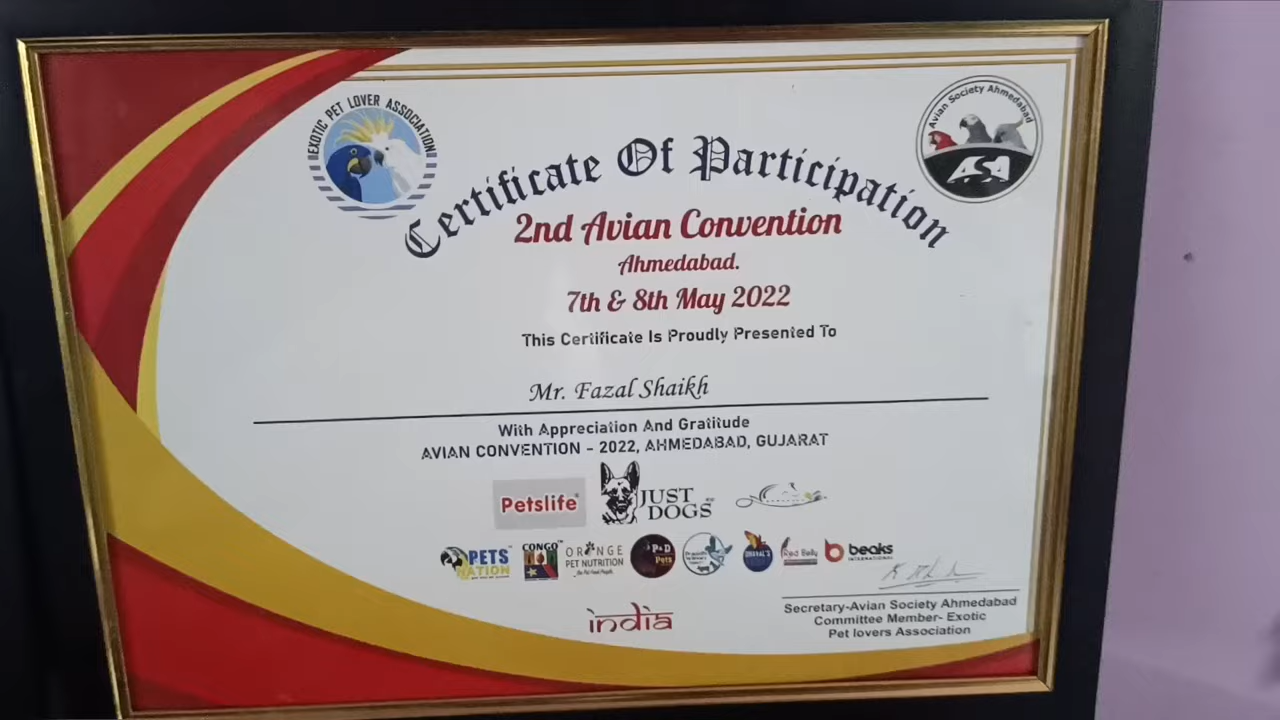 EXOTIC PET LOVER ASSOCIATION
Avian Society Ahmedabad
ASA
Certificate Of Participation
2nd Avian Convention
Ahmedabad.
7th & 8th May 2022
This Certificate Is Proudly Presented To
Mr. Fazal Shaikh
With Appreciation And Gratitude
AVIAN CONVENTION - 2022, AHMEDABAD, GUJARAT
Petslife
JUST DOGS
PETS NATION
CONGO
ORANGE PET NUTRITION
P&D Pets
Red Belly
beaks INTERNATIONAL
india
Secretary-Avian Society Ahmedabad
Committee Member- Exotic
Pet lovers Association